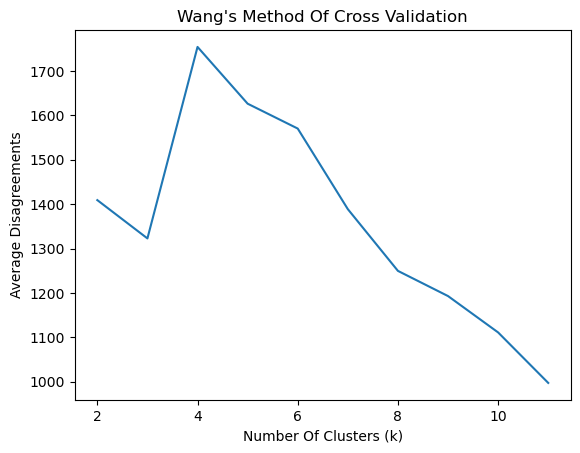 Wang's Method Of Cross Validation
Average Disagreements
1700
1600
1500
1400
1300
1200
1100
1000
2 4 6 8 10
Number Of Clusters (k)